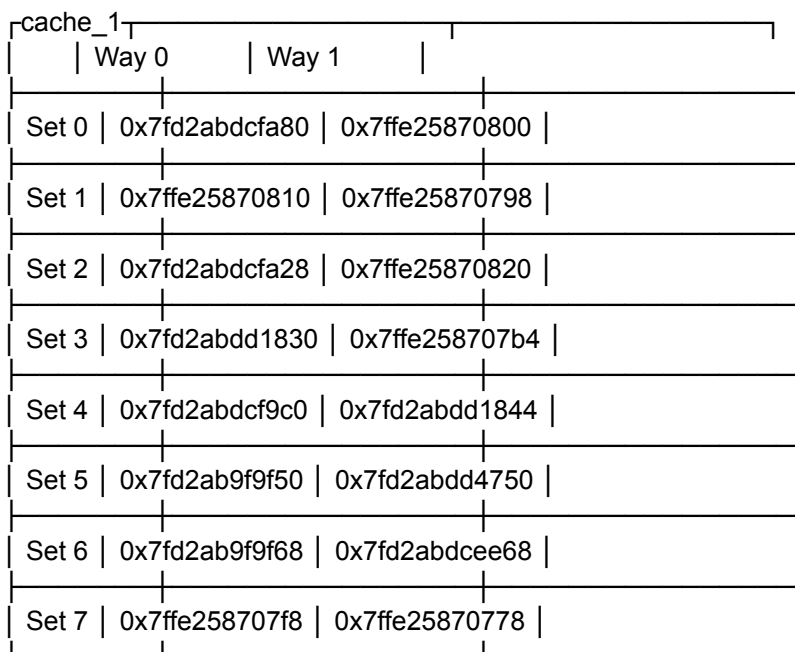 cache_1
Way 0 Way 1
Set 0 0x7fd2abdcfa80 0x7ffe25870800
Set 1 0x7ffe25870810 0x7ffe25870798
Set 2 0x7fd2abdcfa28 0x7ffe25870820
Set 3 0x7fd2abdd1830 0x7ffe258707b4
Set 4 0x7fd2abdcf9c0 0x7fd2abdd1844
Set 5 0x7fd2ab9f9f50 0x7fd2abdd4750
Set 6 0x7fd2ab9f9f68 0x7fd2abdcee68
Set 7 0x7ffe258707f8 0x7ffe25870778